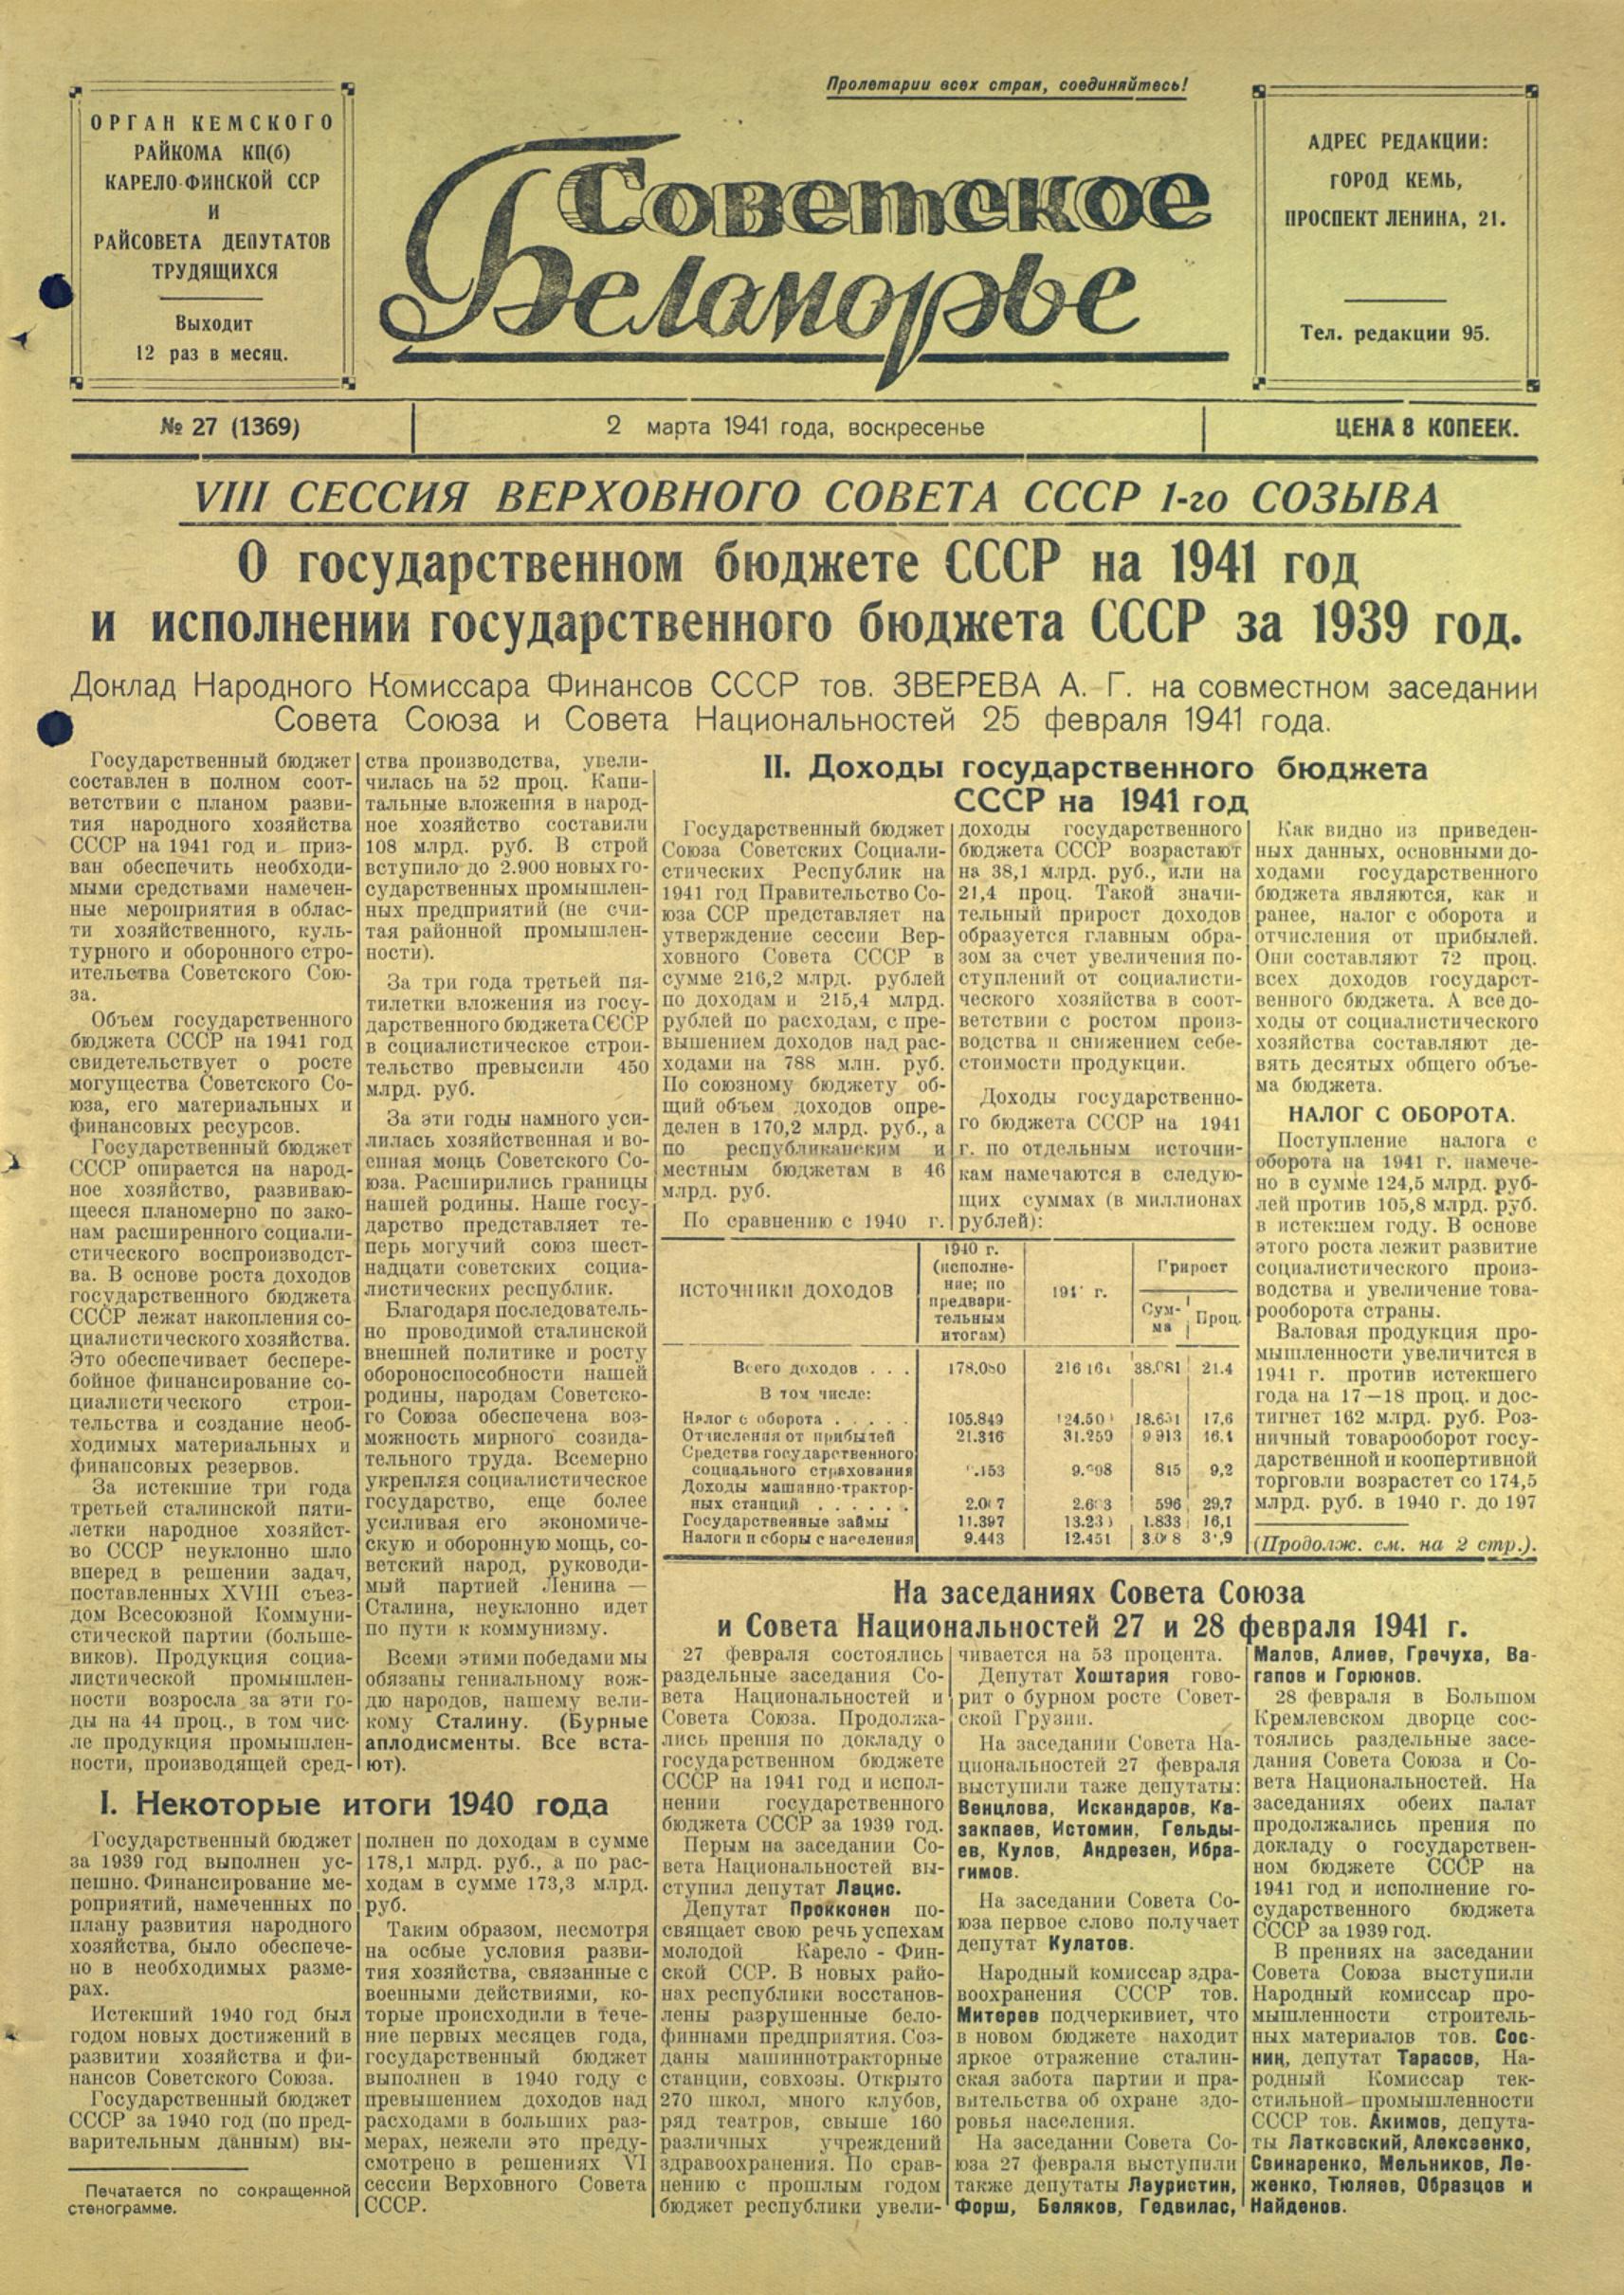 Пролетарии всех стран, соединяйтесь!
ОРГАН КЕМСКОГО
РАЙКОМА КП(б)
КАРЕЛО-ФИНСКОЙ ССР
И
РАЙСОВЕТА ДЕПУТАТОВ
ТРУДЯЩИХСЯ
Выходит
12 раз в месяц.
Советское
Беломорье
АДРЕС РЕДАКЦИИ:
ГОРОД КЕМЬ,
ПРОСПЕКТ ЛЕНИНА, 21.
Тел. редакции 95.
№ 27 (1369)
2 марта 1941 года, воскресенье
ЦЕНА 8 КОПЕЕК.
VIII СЕССИЯ ВЕРХОВНОГО СОВЕТА СССР 1-го СОЗЫВА
О государственном бюджете СССР на 1941 год
и исполнении государственного бюджета СССР за 1939 год.
Доклад Народного Комиссара Финансов СССР тов. ЗВЕРЕВА А. Г. на совместном заседании
Совета Союза и Совета Национальностей 25 февраля 1941 года.
Государственный бюджет
составлен в полном соот-
ветствии с планом разви-
тия народного хозяйства
СССР на 1941 год и приз-
ван обеспечить необходи-
мыми средствами намечен-
ные мероприятия в облас-
ти хозяйственного, куль-
турного и оборонного стро-
ительства Советского Сою-
за.
Объем государственного
бюджета СССР на 1941 год
свидетельствует о росте
могущества Советского Со-
юза, его материальных и
финансовых ресурсов.
Государственный бюджет
СССР опирается на народ-
ное хозяйство, развиваю-
щееся планомерно по зако-
нам расширенного социали-
стического воспроизводст-
ва. В основе роста доходов
государственного бюджета
СССР лежат накопления со-
циалистического хозяйства.
Это обеспечивает беспере-
бойное финансирование со-
циалистического строи-
тельства и создание необ-
ходимых материальных и
финансовых резервов.
За истекшие три года
третьей сталинской пяти-
летки народное хозяйст-
во СССР неуклонно шло
вперед в решении задач,
поставленных XVIII съез-
дом Всесоюзной Коммуни-
стической партии (больше-
виков). Продукция социа-
листической промышлен-
ности возросла за эти го-
ды на 44 проц., в том чис-
ле продукция промышлен-
ности, производящей сред-
ства производства, увели-
чилась на 52 проц. Капи-
тальные вложения в народ-
ное хозяйство составили
108 млрд. руб. В строй
вступило до 2.900 новых го-
сударственных промышлен-
ных предприятий (не счи-
тая районной промышлен-
ности).
За три года третьей пя-
тилетки вложения из госу-
дарственного бюджета СССР
в социалистическое строи-
тельство превысили 450
млрд. руб.
За эти годы намного уси-
лилась хозяйственная и во-
енная мощь Советского Со-
юза. Расширились границы
нашей родины. Наше госу-
дарство представляет те-
перь могучий союз шест-
надцати советских социа-
листических республик.
Благодаря последователь-
но проводимой сталинской
внешней политике и росту
обороноспособности нашей
родины, народам Советско-
го Союза обеспечена воз-
можность мирного созида-
тельного труда. Всемерно
укрепляя социалистическое
государство, еще более
усиливая его экономиче-
скую и оборонную мощь, со-
ветский народ, руководи-
мый партией Ленина —
Сталина, неуклонно идет
по пути к коммунизму.
Всеми этими победами мы
обязаны гениальному вож-
дю народов, нашему вели-
кому Сталину. (Бурные
аплодисменты. Все вста-
ют).
I. Некоторые итоги 1940 года
Государственный бюджет
за 1939 год выполнен ус-
пешно. Финансирование ме-
роприятий, намеченных по
плану развития народного
хозяйства, было обеспече-
но в необходимых разме-
рах.
Истекший 1940 год был
годом новых достижений в
развитии хозяйства и фи-
нансов Советского Союза.
Государственный бюджет
СССР за 1940 год (по пред-
варительным данным) вы-
Печатается по сокращенной
стенограмме.
полнен по доходам в сумме
178,1 млрд. руб., а по рас-
ходам в сумме 173,3 млрд.
руб.
Таким образом, несмотря
на осбые условия разви-
тия хозяйства, связанные с
военными действиями, ко-
торые происходили в тече-
ние первых месяцев года,
государственный бюджет
выполнен в 1940 году с
превышением доходов над
расходами в больших раз-
мерах, нежели это преду-
смотрено в решениях VI
сессии Верховного Совета
СССР.
II. Доходы государственного бюджета
СССР на 1941 год
Государственный бюджет
Союза Советских Социали-
стических Республик на
1941 год Правительство Со-
юза ССР представляет на
утверждение сессии Вер-
ховного Совета СССР в
сумме 216,2 млрд. рублей
по доходам и 215,4 млрд.
рублей по расходам, с пре-
вышением доходов над рас-
ходами на 788 млн. руб.
По союзному бюджету об-
щий объем доходов опре-
делен в 170,2 млрд. руб., а
по республиканским и
местным бюджетам в 46
млрд. руб.
По сравнению с 1940 г.
доходы государственного
бюджета СССР возрастают
на 38,1 млрд. руб., или на
21,4 проц. Такой значи-
тельный прирост доходов
образуется главным обра-
зом за счет увеличения по-
ступлений от социалисти-
ческого хозяйства в соот-
ветствии с ростом произ-
водства и снижением себе-
стоимости продукции.
Доходы государственно-
го бюджета СССР на 1941
г. по отдельным источни-
кам намечаются в следую-
щих суммах (в миллионах
рублей):
ИСТОЧНИКИ ДОХОДОВ
1940 г.
(исполне-
ние; по
предвари-
тельным
итогам)
г.
Прирост
Сум-
ма
Проц.
Всего доходов . . . 38.081 21.4
В том числе:
Налог с оборота . . . . . 105.849 17,6
Отчисления от прибылей 21.316 31.259 9 913
Средства государственного
социального страхования 815 9,2
Доходы машинно-трактор-
ных станций . . . . . . 596 29,7
Государственные займы 11.397 1.833 16,1
Налоги и сборы с населения 9.443 12.451
Как видно из приведен-
ных данных, основными до-
ходами государственного
бюджета являются, как и
ранее, налог с оборота и
отчисления от прибылей.
Они составляют 72 проц.
всех доходов государст-
венного бюджета. А все до-
ходы от социалистического
хозяйства составляют де-
вять десятых общего объе-
ма бюджета.
НАЛОГ С ОБОРОТА.
Поступление налога с
оборота на 1941 г. намече-
но в сумме 124,5 млрд. руб-
лей против 105,8 млрд. руб.
в истекшем году. В основе
этого роста лежит развитие
социалистического произ-
водства и увеличение това-
рооборота страны.
Валовая продукция про-
мышленности увеличится в
1941 г. против истекшего
года на 17—18 проц. и дос-
тигнет 162 млрд. руб. Роз-
ничный товарооборот госу-
дарственной и коопертивной
торговли возрастет со 174,5
млрд. руб. в 1940 г. до 197
(Продолж. см. на 2 стр.).
На заседаниях Совета Союза
и Совета Национальностей 27 и 28 февраля 1941 г.
27 февраля состоялись
раздельные заседания Со-
вета Национальностей и
Совета Союза. Продолжа-
лись прения по докладу о
государственном бюджете
СССР на 1941 год и испол-
нении государственного
бюджета СССР за 1939 год.
Перым на заседании Со-
вета Национальностей вы-
ступил депутат Лацис.
Депутат Прокконен по-
свящает свою речь успехам
молодой Карело - Фин-
ской ССР. В новых райо-
нах республики восстанов-
лены разрушенные бело-
финнами предприятия. Соз-
даны машиннотракторные
станции, совхозы. Открыто
270 школ, много клубов,
ряд театров, свыше 160
различных учреждений
здравоохранения. По срав-
нению с прошлым годом
бюджет республики увели-
чивается на 53 процента.
Депутат Хоштария гово-
рит о бурном росте Совет-
ской Грузии.
На заседании Совета На-
циональностей 27 февраля
выступили таже депутаты:
Венцлова, Искандаров, Ка-
закпаев, Истомин, Гельды-
ев, Кулов, Андрезен, Ибра-
гимов.
На заседании Совета Со-
юза первое слово получает
депутат Кулатов.
Народный комиссар здра-
воохранения СССР тов.
Митерев подчеркивиет, что
в новом бюджете находит
яркое отражение сталин-
ская забота партии и пра-
вительства об охране здо-
ровья населения.
На заседании Совета Со-
юза 27 февраля выступили
также депутаты Лауристин,
Форш, Беляков, Гедвилас,
Малов, Алиев, Гречуха, Ва-
гапов и Горюнов.
28 февраля в Большом
Кремлевском дворце сос-
тоялись раздельные засе-
дания Совета Союза и Со-
вета Национальностей. На
заседаниях обеих палат
продолжались прения по
докладу о государствен-
ном бюджете СССР на
1941 год и исполнение го-
сударственного бюджета
СССР за 1939 год.
В прениях на заседании
Совета Союза выступили
Народный комиссар про-
мышленности строитель-
ных материалов тов. Сос-
нин, депутат Тарасов, На-
родный Комиссар тек-
стильной промышленности
СССР тов. Акимов, депута-
ты Латковский, Алексеенко,
Свинаренко, Мельников, Ле-
женко, Тюляев, Образцов и
Найденов.